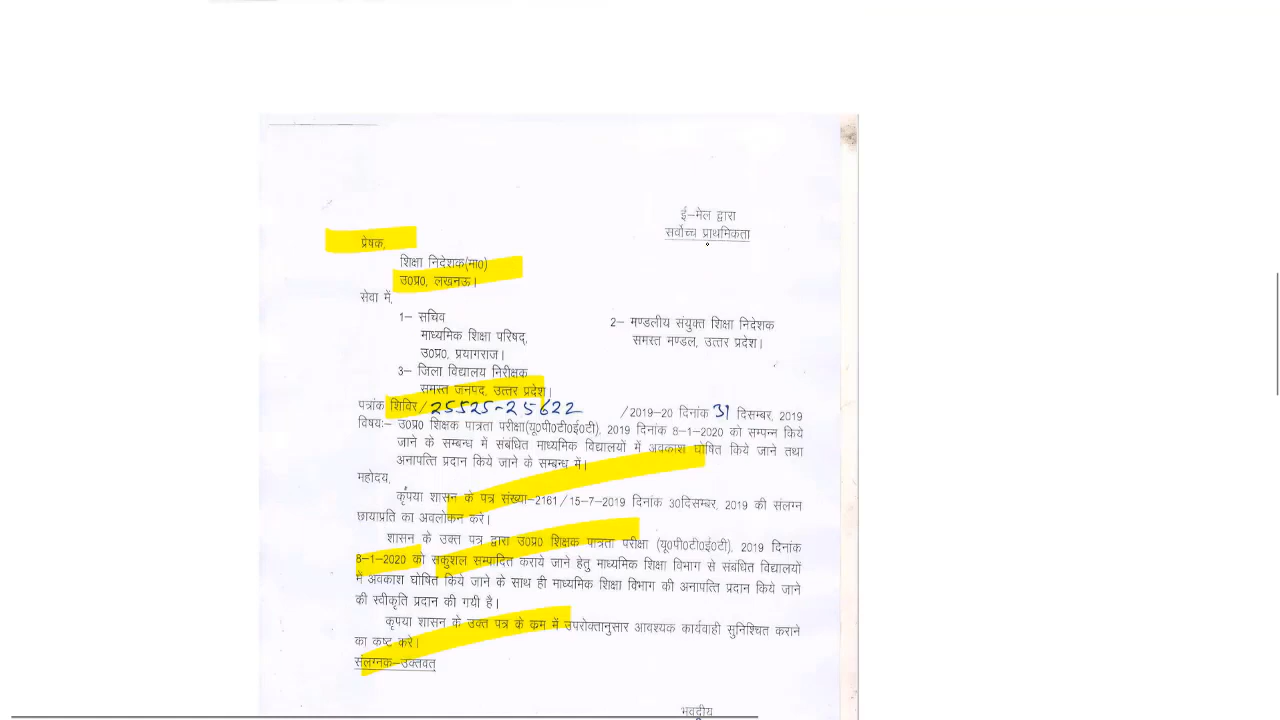 ई-मेल द्वारा
सर्वोच्च प्राथमिकता
प्रेषक,
शिक्षा निदेशक(मा0)
उ0प्र0, लखनऊ।
सेवा में,
1- सचिव
माध्यमिक शिक्षा परिषद्,
उ0प्र0, प्रयागराज।
2- मण्डलीय संयुक्त शिक्षा निदेशक
समस्त मण्डल, उत्तर प्रदेश।
3- जिला विद्यालय निरीक्षक
समस्त जनपद, उत्तर प्रदेश।
पत्रांक शिविर/25525-25622 /2019-20 दिनांक 31 दिसम्बर, 2019
विषयः- उ0प्र0 शिक्षक पात्रता परीक्षा(यू0पी0टी0ई0टी), 2019 दिनांक 8-1-2020 को सम्पन्न किये
जाने के सम्बन्ध में संबंधित माध्यमिक विद्यालयों में अवकाश घोषित किये जाने तथा
अनापत्ति प्रदान किये जाने के सम्बन्ध में।
महोदय,
कृपया शासन के पत्र संख्या-2161/15-7-2019 दिनांक 30दिसम्बर, 2019 की संलग्न
छायाप्रति का अवलोकन करे।
शासन के उक्त पत्र द्वारा उ0प्र0 शिक्षक पात्रता परीक्षा (यू0पी0टी0ई0टी), 2019 दिनांक
8-1-2020 को सकुशल सम्पादित कराये जाने हेतु माध्यमिक शिक्षा विभाग से संबंधित विद्यालयों
में अवकाश घोषित किये जाने के साथ ही माध्यमिक शिक्षा विभाग की अनापत्ति प्रदान किये जाने
की स्वीकृति प्रदान की गयी है।
कृपया शासन के उक्त पत्र के कम में उपरोक्तानुसार आवश्यक कार्यवाही सुनिश्चित कराने
का कष्ट करे।
संलग्नक-उक्तवत्
भवदीय